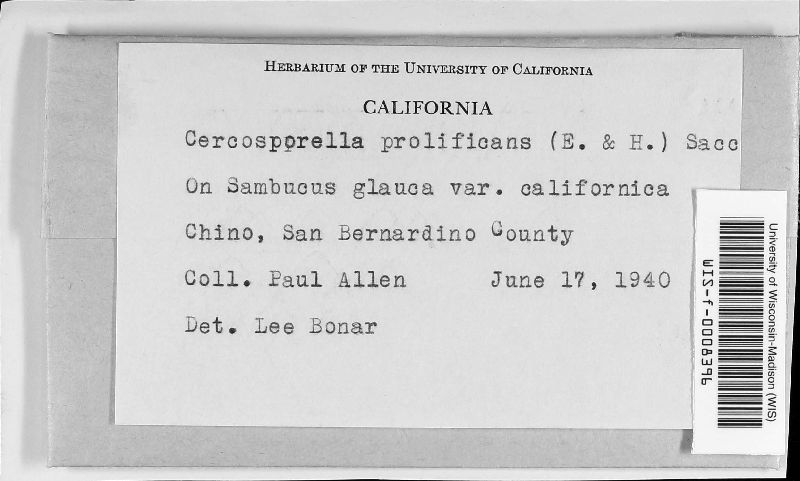 HERBARIUM OF THE UNIVERSITY OF CALIFORNIA
CALIFORNIA
Cercosporella prolificans (E. & H.) Sacc
On Sambucus glauca var. californica
Chino, San Bernardino County
Coll. Paul Allen June 17, 1940
Det. Lee Bonar
University of Wisconsin-Madison (WIS)
WIS-f-0008396